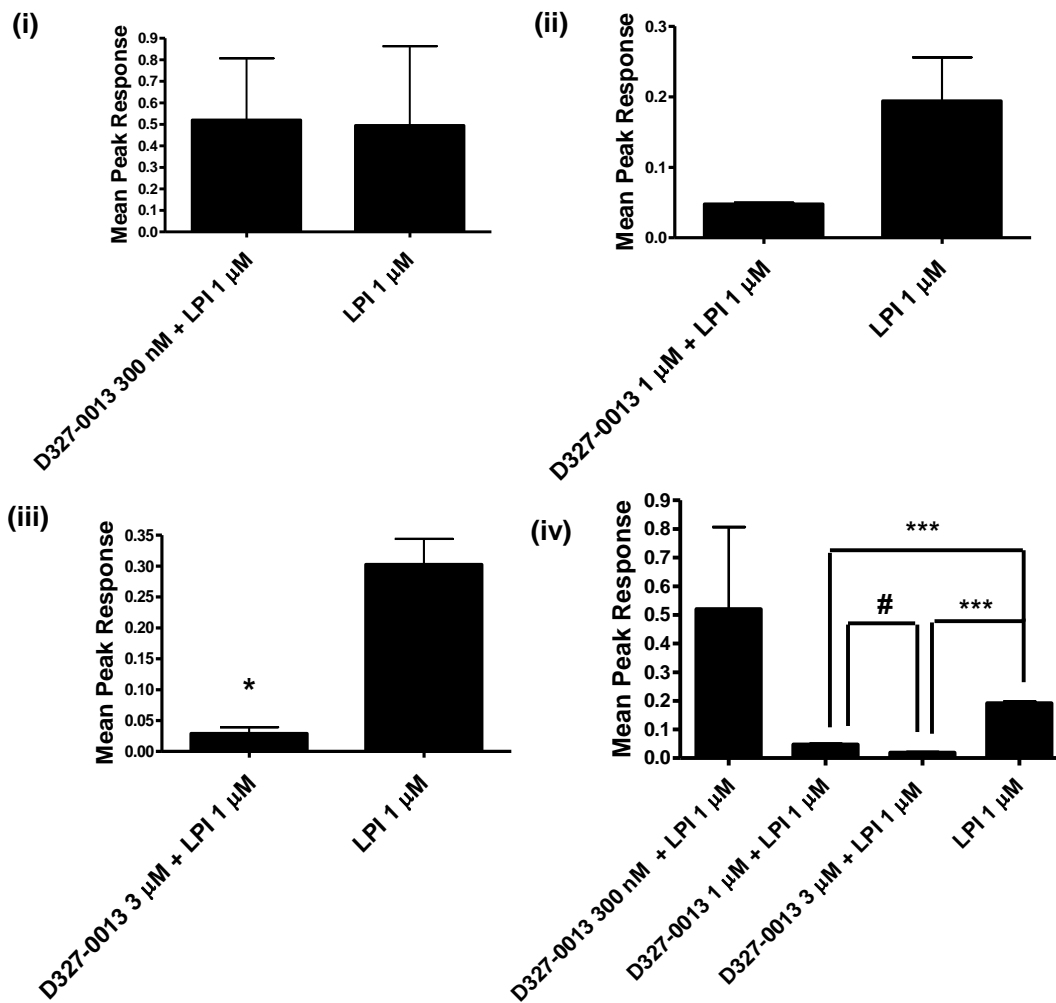 (i)
Mean Peak Response
0.9
0.8
0.7
0.6
0.5
0.4
0.3
0.2
0.1
0.0
D327-0013 300 nM + LPI 1 µM
LPI 1 µM
(ii)
Mean Peak Response
0.3
0.2
0.1
0.0
D327-0013 1 µM + LPI 1 µM
LPI 1 µM
(iii)
Mean Peak Response
0.35
0.30
0.25
0.20
0.15
0.10
0.05
0.00
*
D327-0013 3 µM + LPI 1 µM
LPI 1 µM
(iv)
Mean Peak Response
0.9
0.8
0.7
0.6
0.5
0.4
0.3
0.2
0.1
0.0
***
#
***
D327-0013 300 nM + LPI 1 µM
D327-0013 1 µM + LPI 1 µM
D327-0013 3 µM + LPI 1 µM
LPI 1 µM